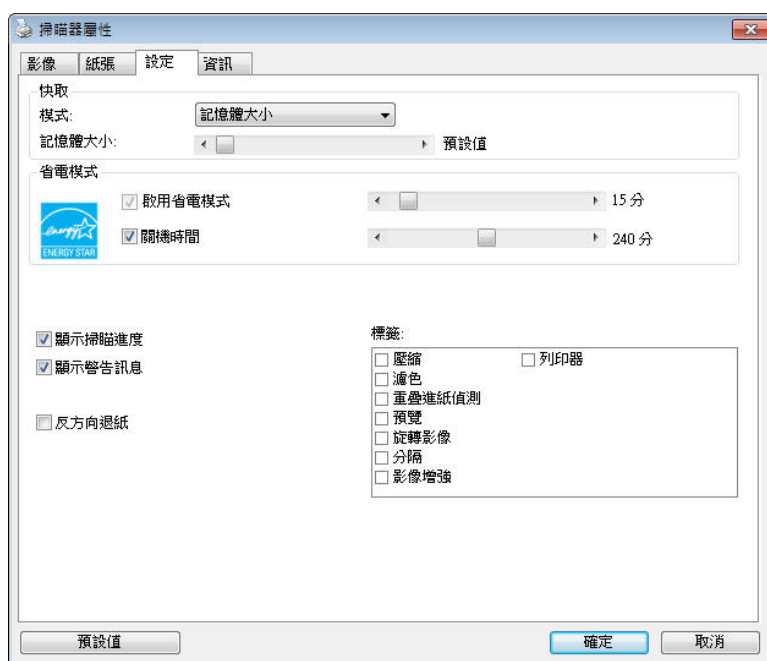 掃瞄器屬性
影像 紙張 設定 資訊
快取
模式: 記憶體大小
記憶體大小: 預設值
省電模式
啟用省電模式 15 分
energy
ENERGY STAR
關機時間 240 分
顯示掃瞄進度
顯示警告訊息
反方向退紙
標籤:
壓縮 列印器
濾色
重疊進紙偵測
預覽
旋轉影像
分隔
影像增強
預設值 確定 取消